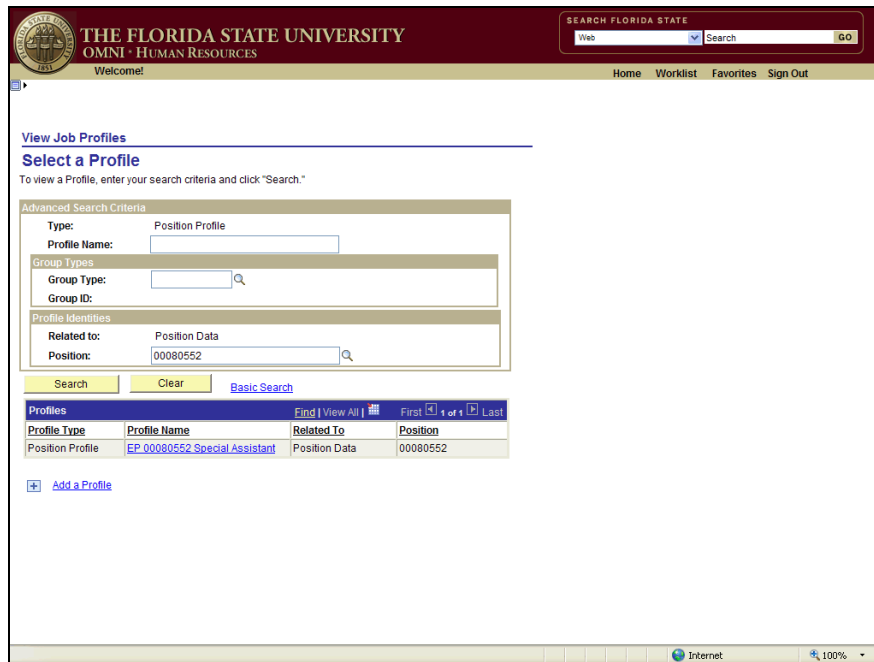 SEARCH FLORIDA STATE
THE FLORIDA STATE UNIVERSITY
OMNI · HUMAN RESOURCES
Web Search GO
1851
Welcome!
Home Worklist Favorites Sign Out
View Job Profiles
Select a Profile
To view a Profile, enter your search criteria and click "Search."
Advanced Search Criteria
Type: Position Profile
Profile Name:
Group Types
Group Type:
Group ID:
Profile Identities
Related to: Position Data
Position: 00080552
Search Clear Basic Search
Profiles Find | View All | First 1 of 1 Last
Profile Type Profile Name Related To Position
Position Profile EP 00080552 Special Assistant Position Data 00080552
Add a Profile
Internet 100%